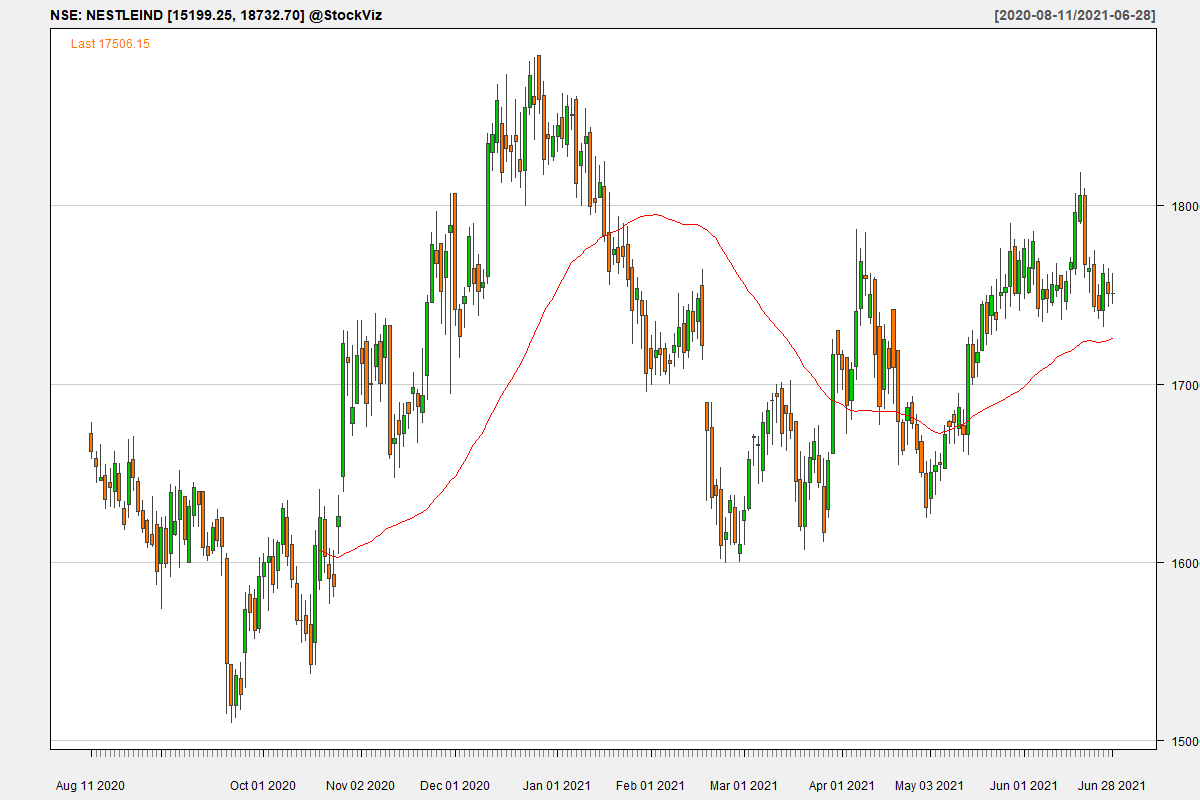 NSE: NESTLEIND [15199.25, 18732.70] @StockViz [2020-08-11/2021-06-28]
Last 17506.15
1800
1700
1600
1500
Aug 11 2020 Oct 01 2020 Nov 02 2020 Dec 01 2020 Jan 01 2021 Feb 01 2021 Mar 01 2021 Apr 01 2021 May 03 2021 Jun 01 2021 Jun 28 2021